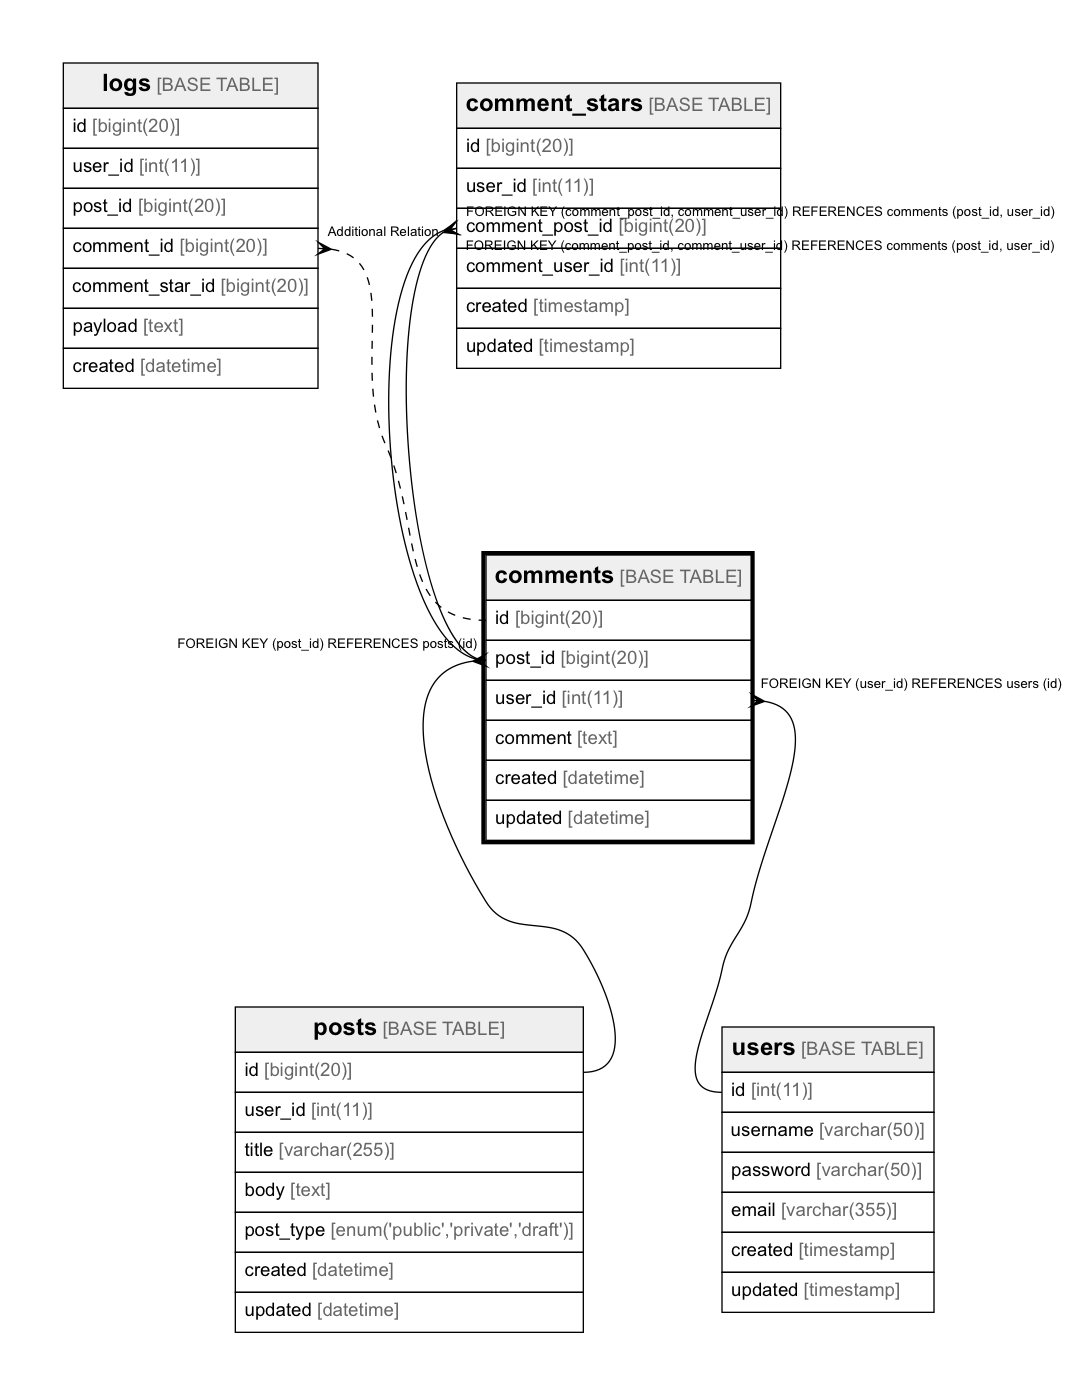 logs [BASE TABLE]
id [bigint(20)]
user_id [int(11)]
post_id [bigint(20)]
comment_id [bigint(20)]
comment_star_id [bigint(20)]
payload [text]
created [datetime]
Additional Relation
comment_stars [BASE TABLE]
id [bigint(20)]
user_id [int(11)]
FOREIGN KEY (comment_post_id, comment_user_id) REFERENCES comments (post_id, user_id)
comment_post_id [bigint(20)]
FOREIGN KEY (comment_post_id, comment_user_id) REFERENCES comments (post_id, user_id)
comment_user_id [int(11)]
created [timestamp]
updated [timestamp]
comments [BASE TABLE]
id [bigint(20)]
FOREIGN KEY (post_id) REFERENCES posts (id)
post_id [bigint(20)]
FOREIGN KEY (user_id) REFERENCES users (id)
user_id [int(11)]
comment [text]
created [datetime]
updated [datetime]
posts [BASE TABLE]
id [bigint(20)]
user_id [int(11)]
title [varchar(255)]
body [text]
post_type [enum('public','private','draft')]
created [datetime]
updated [datetime]
users [BASE TABLE]
id [int(11)]
username [varchar(50)]
password [varchar(50)]
email [varchar(355)]
created [timestamp]
updated [timestamp]